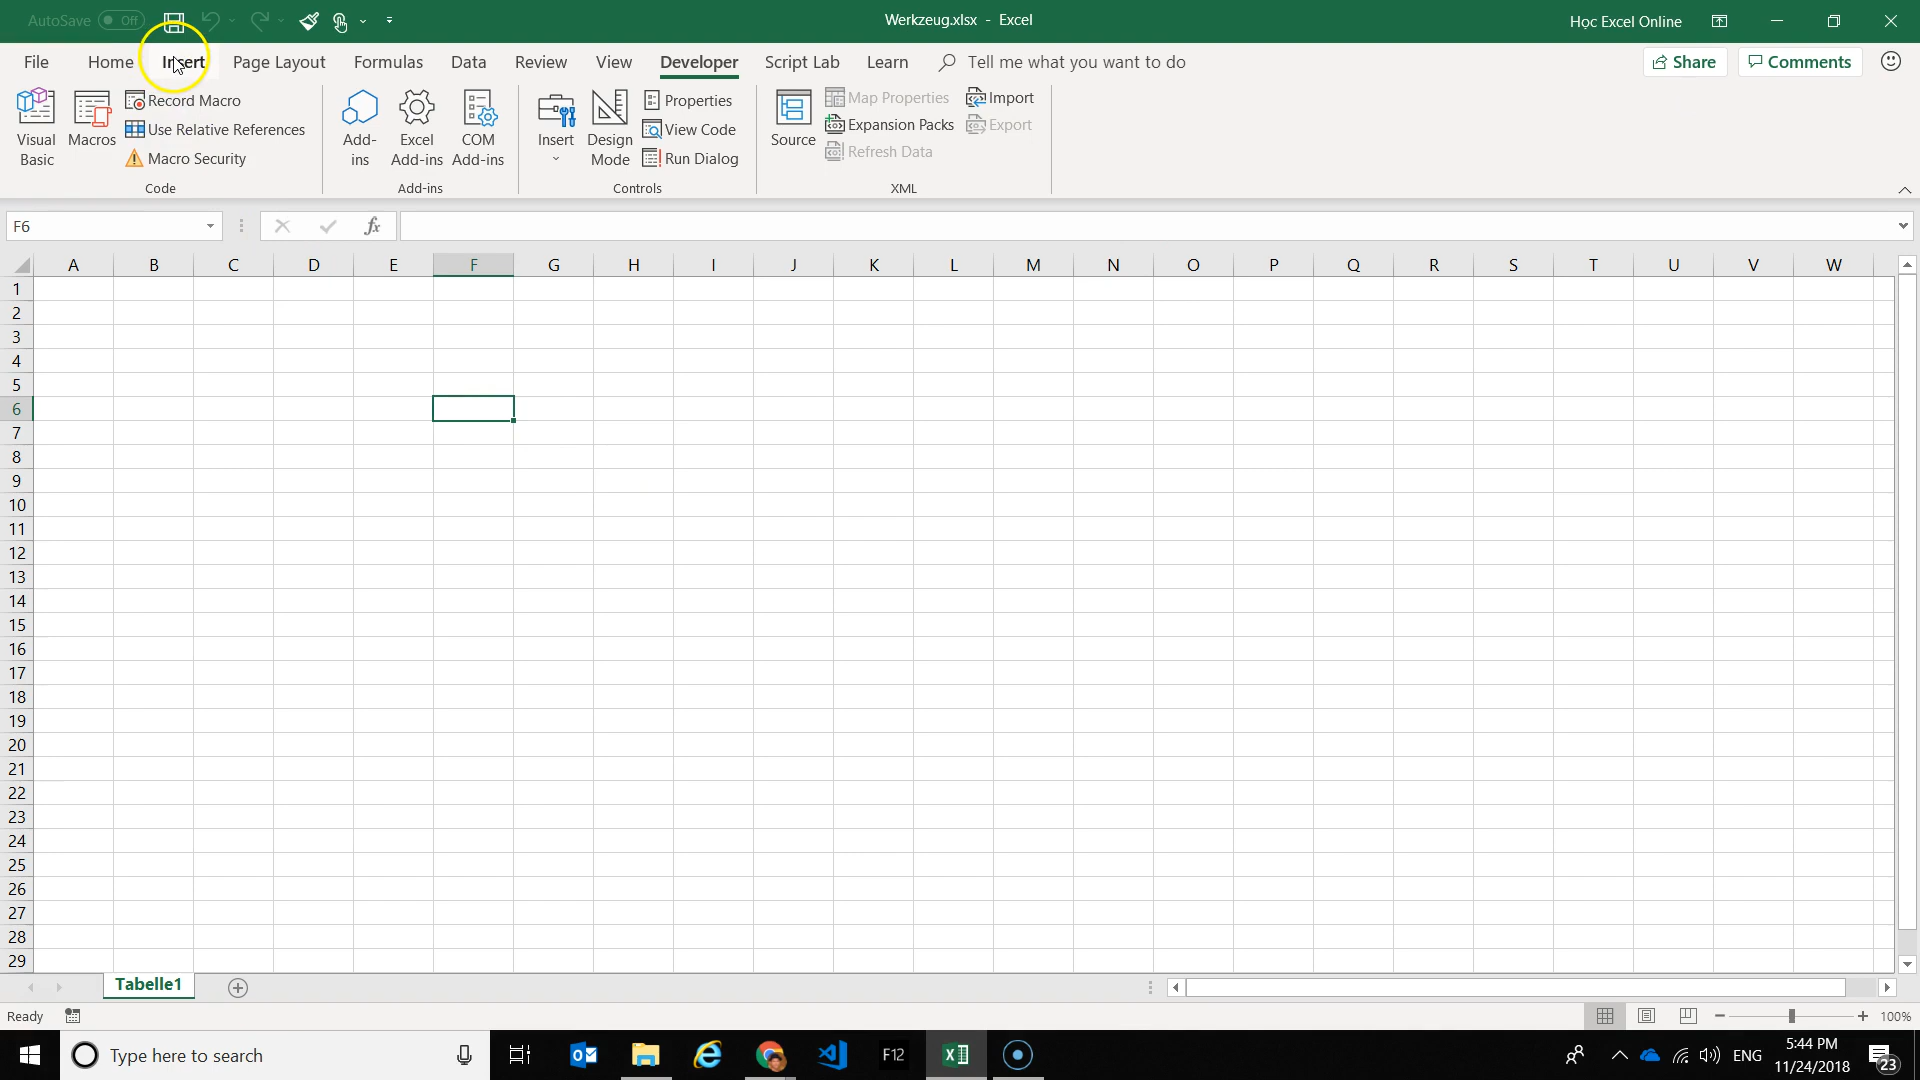 AutoSave Off
Werkzeug.xlsx - Excel
Học Excel Online
File Home Insert Page Layout Formulas Data Review View Developer Script Lab Learn Tell me what you want to do
Share Comments
Visual Basic
Macros
Record Macro
Use Relative References
Macro Security
Code
Add-ins
Excel Add-ins
COM Add-ins
Add-ins
Insert
Design Mode
Properties
View Code
Run Dialog
Controls
Source
Map Properties
Expansion Packs
Refresh Data
Import
Export
XML
F6
fx
A B C D E F G H I J K L M N O P Q R S T U V W
1
2
3
4
5
6
7
8
9
10
11
12
13
14
15
16
17
18
19
20
21
22
23
24
25
26
27
28
29
Tabelle1
Ready
100%
Type here to search
F12
ENG
5:44 PM
11/24/2018
23